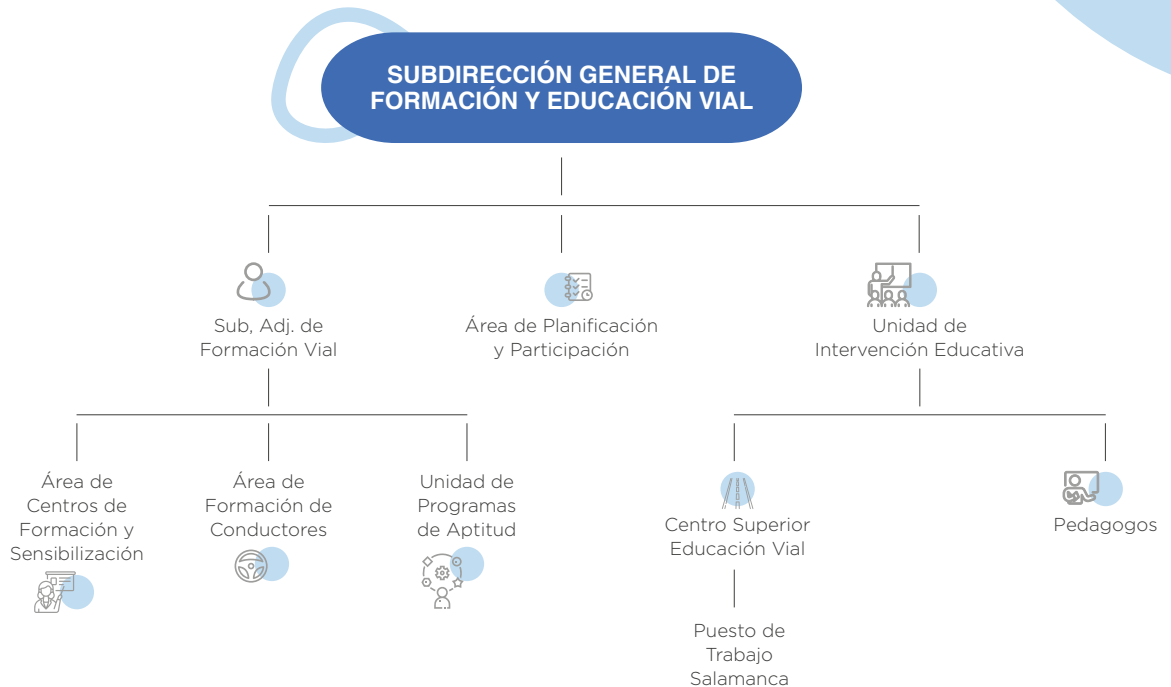 SUBDIRECCIÓN GENERAL DE
FORMACIÓN Y EDUCACIÓN VIAL
Sub, Adj. de
Formación Vial
Área de Planificación
y Participación
Unidad de
Intervención Educativa
Área de
Centros de
Formación y
Sensibilización
Área de
Formación de
Conductores
Unidad de
Programas
de Aptitud
Centro Superior
Educación Vial
Pedagogos
Puesto de
Trabajo
Salamanca